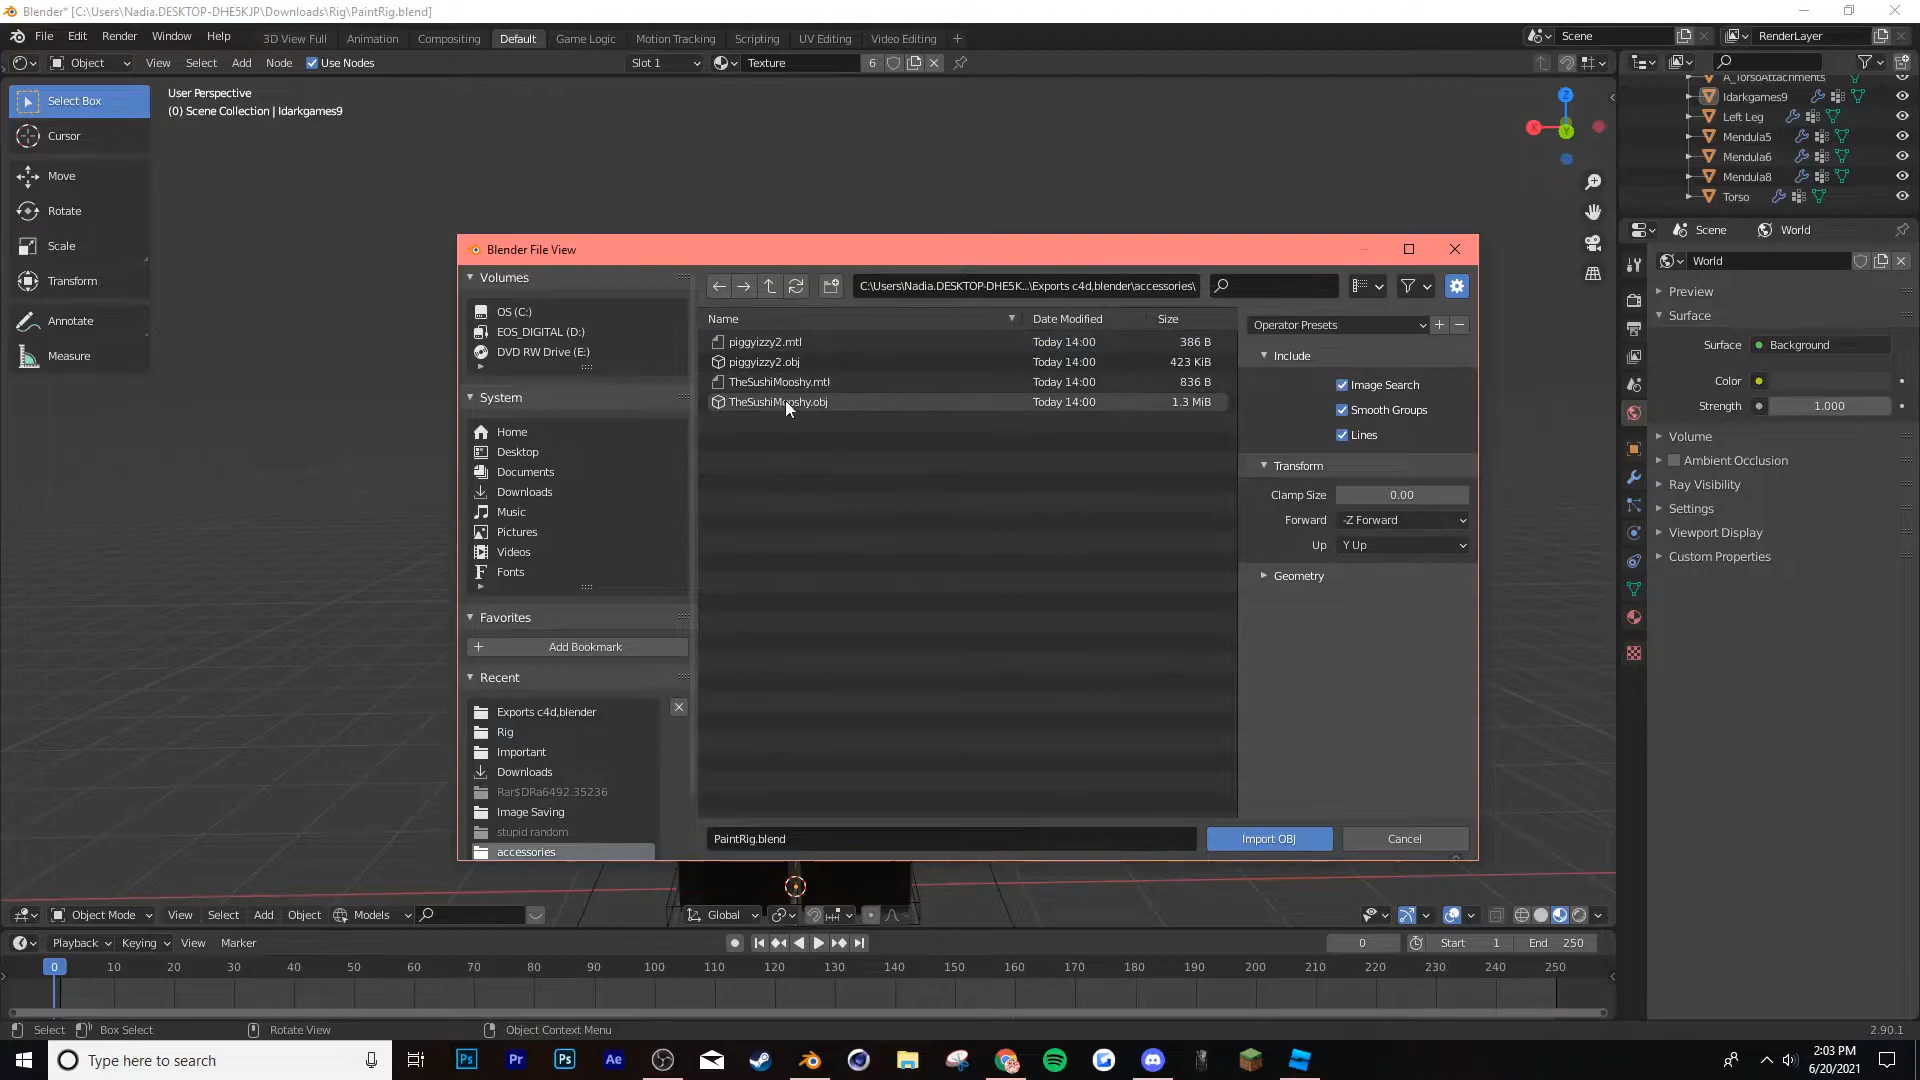 Blender* [C:\Users\Nadia.DESKTOP-DHE5KJP\Downloads\Rig\PaintRig.blend]
File Edit Render Window Help 3D View Full Animation Compositing Default Game Logic Motion Tracking Scripting UV Editing Video Editing Scene RenderLayer
Object View Select Add Node Use Nodes Slot 1 Texture 6
Select Box
Cursor
Move
Rotate
Scale
Transform
Annotate
Measure
User Perspective
(0) Scene Collection | Idarkgames9
Z
X
Y
A_TorsoAttachments
Idarkgames9
Left Leg
Mendula5
Mendula6
Mendula8
Torso
Scene World
World
Preview
Surface
Surface Background
Color
Strength 1.000
Volume
Ambient Occlusion
Ray Visibility
Settings
Viewport Display
Custom Properties
Blender File View
Volumes
OS (C:)
EOS_DIGITAL (D:)
DVD RW Drive (E:)
System
Home
Desktop
Documents
Downloads
Music
Pictures
Videos
Fonts
Favorites
Add Bookmark
Recent
Exports c4d,blender
Rig
Important
Downloads
Rar$DRa6492.35236
Image Saving
stupid random
accessories
C:\Users\Nadia.DESKTOP-DHE5K...\Exports c4d,blender\accessories\
Name Date Modified Size
piggyizzy2.mtl Today 14:00 386 B
piggyizzy2.obj Today 14:00 423 KiB
TheSushiMooshy.mtl Today 14:00 836 B
TheSushiMooshy.obj Today 14:00 1.3 MiB
Operator Presets
Include
Image Search
Smooth Groups
Lines
Transform
Clamp Size 0.00
Forward -Z Forward
Up Y Up
Geometry
PaintRig.blend Import OBJ Cancel
Object Mode View Select Add Object Models Global
Playback Keying View Marker 0 Start 1 End 250
0 10 20 30 40 50 60 70 80 90 100 110 120 130 140 150 160 170 180 190 200 210 220 230 240 250
Select Box Select Rotate View Object Context Menu 2.90.1
Type here to search
Ps Pr Ps Ae
2:03 PM
6/20/2021